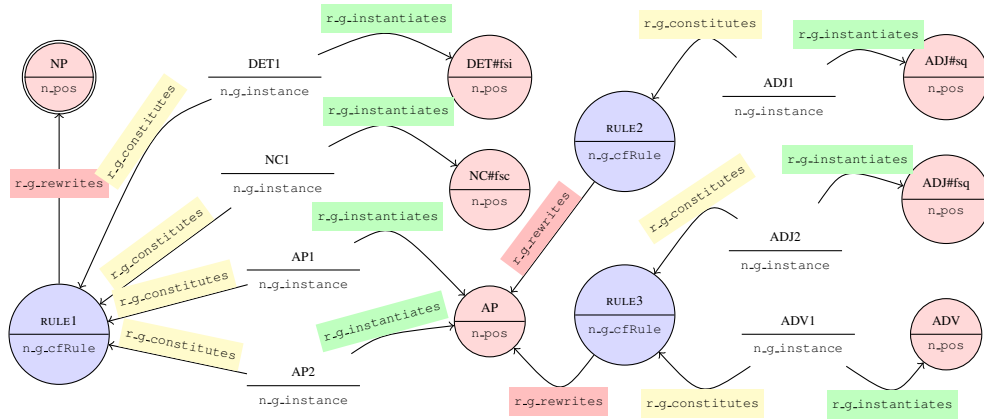 r_g_instantiates
r_g_constitutes
r_g_instantiates
NP
n_pos
DET1
n_g_instance
DET#fsi
n_pos
ADJ1
n_g_instance
ADJ#sq
n_pos
r_g_constitutes
r_g_instantiates
RULE2
n_g_cfRule
NC1
n_g_instance
NC#fsc
n_pos
r_g_instantiates
ADJ#fsq
n_pos
r_g_rewrites
r_g_constitutes
r_g_instantiates
r_g_constitutes
r_g_rewrites
ADJ2
n_g_instance
AP1
n_g_instance
r_g_constitutes
RULE1
n_g_cfRule
r_g_constitutes
r_g_instantiates
AP
n_pos
RULE3
n_g_cfRule
ADV1
n_g_instance
ADV
n_pos
AP2
n_g_instance
r_g_rewrites
r_g_constitutes
r_g_instantiates